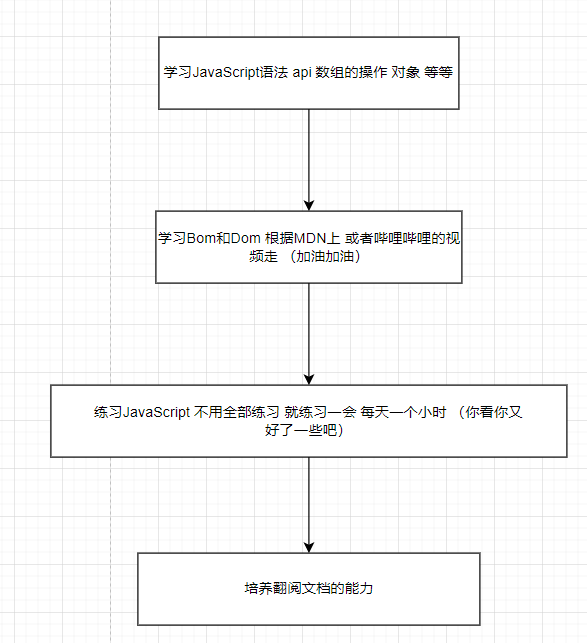 学习JavaScript语法 api 数组的操作 对象 等等
学习Bom和Dom 根据MDN上 或者哔哩哔哩的视
频走 （加油加油）
练习JavaScript 不用全部练习 就练习一会 每天一个小时 （你看你又
好了一些吧）
培养翻阅文档的能力